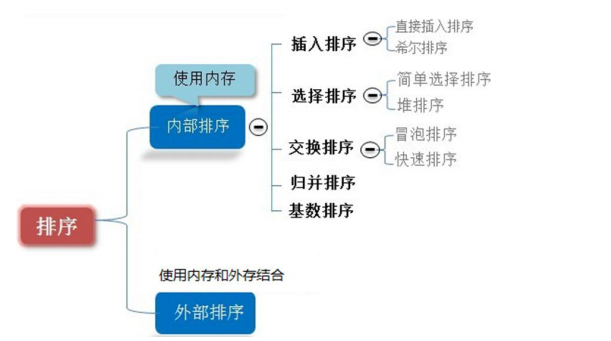 插入排序
直接插入排序
希尔排序
使用内存
内部排序
选择排序
简单选择排序
堆排序
交换排序
冒泡排序
快速排序
归并排序
基数排序
排序
使用内存和外存结合
外部排序